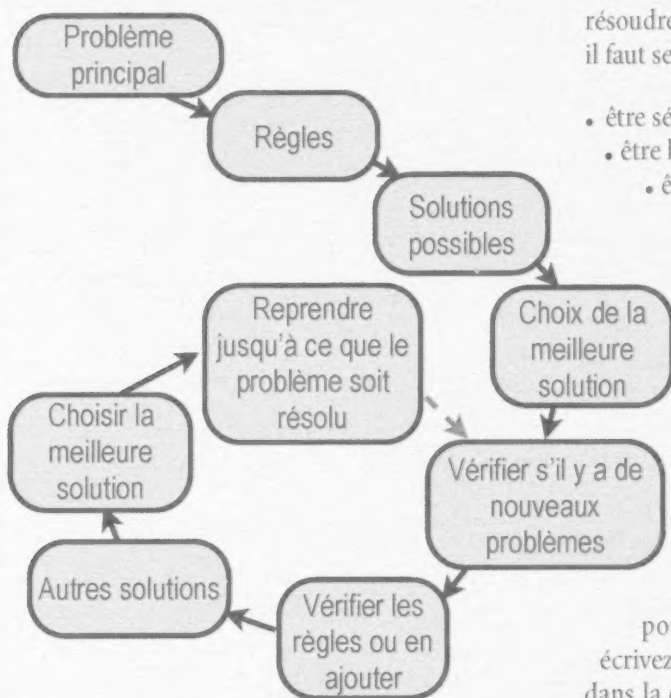 Problème
principal
Règles
Solutions
possibles
Choix de la
meilleure
solution
Vérifier s'il y a de
nouveaux
problèmes
Vérifier les
règles ou en
ajouter
Autres solutions
Choisir la
meilleure
solution
Reprendre
jusqu'à ce que le
problème soit
résolu
résoudre
il faut se
• être
• être
écrivez
dans la